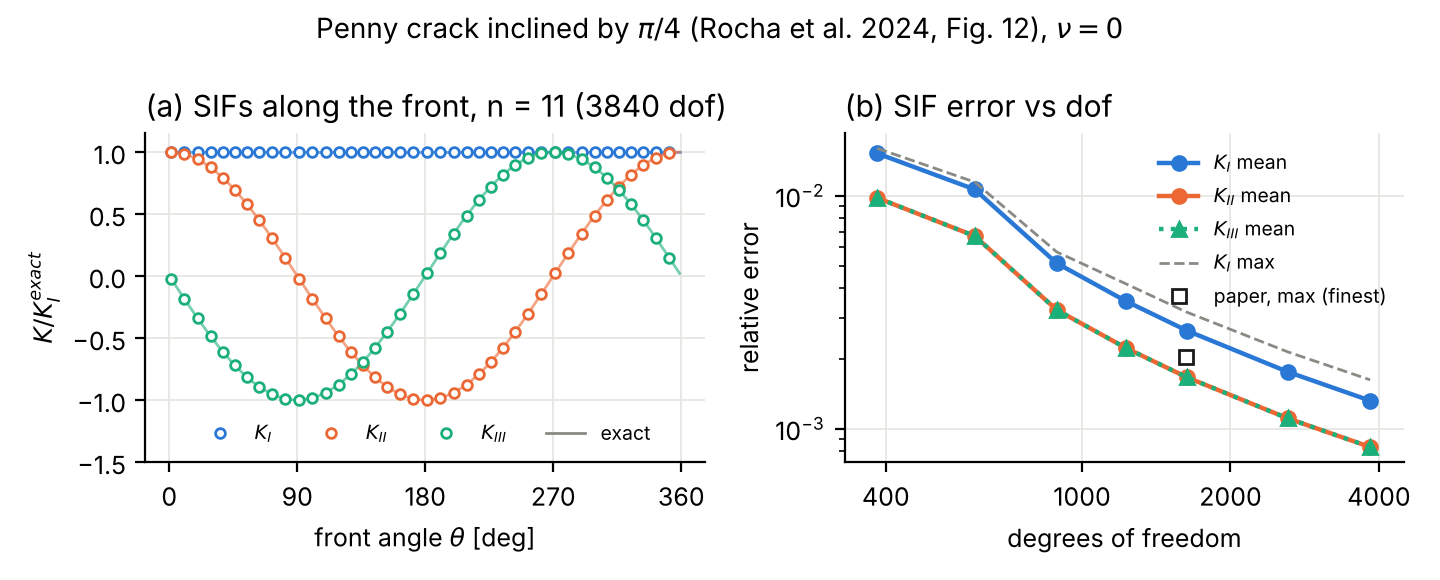 Penny crack inclined by π/4 (Rocha et al. 2024, Fig. 12), ν = 0
(a) SIFs along the front, n = 11 (3840 dof)
K/K_I^exact
1.0
0.5
0.0
−0.5
−1.0
−1.5
K_I
K_II
K_III
exact
0
90
180
270
360
front angle θ [deg]
(b) SIF error vs dof
relative error
10^−2
10^−3
K_I mean
K_II mean
K_III mean
K_I max
paper, max (finest)
400
1000
2000
4000
degrees of freedom